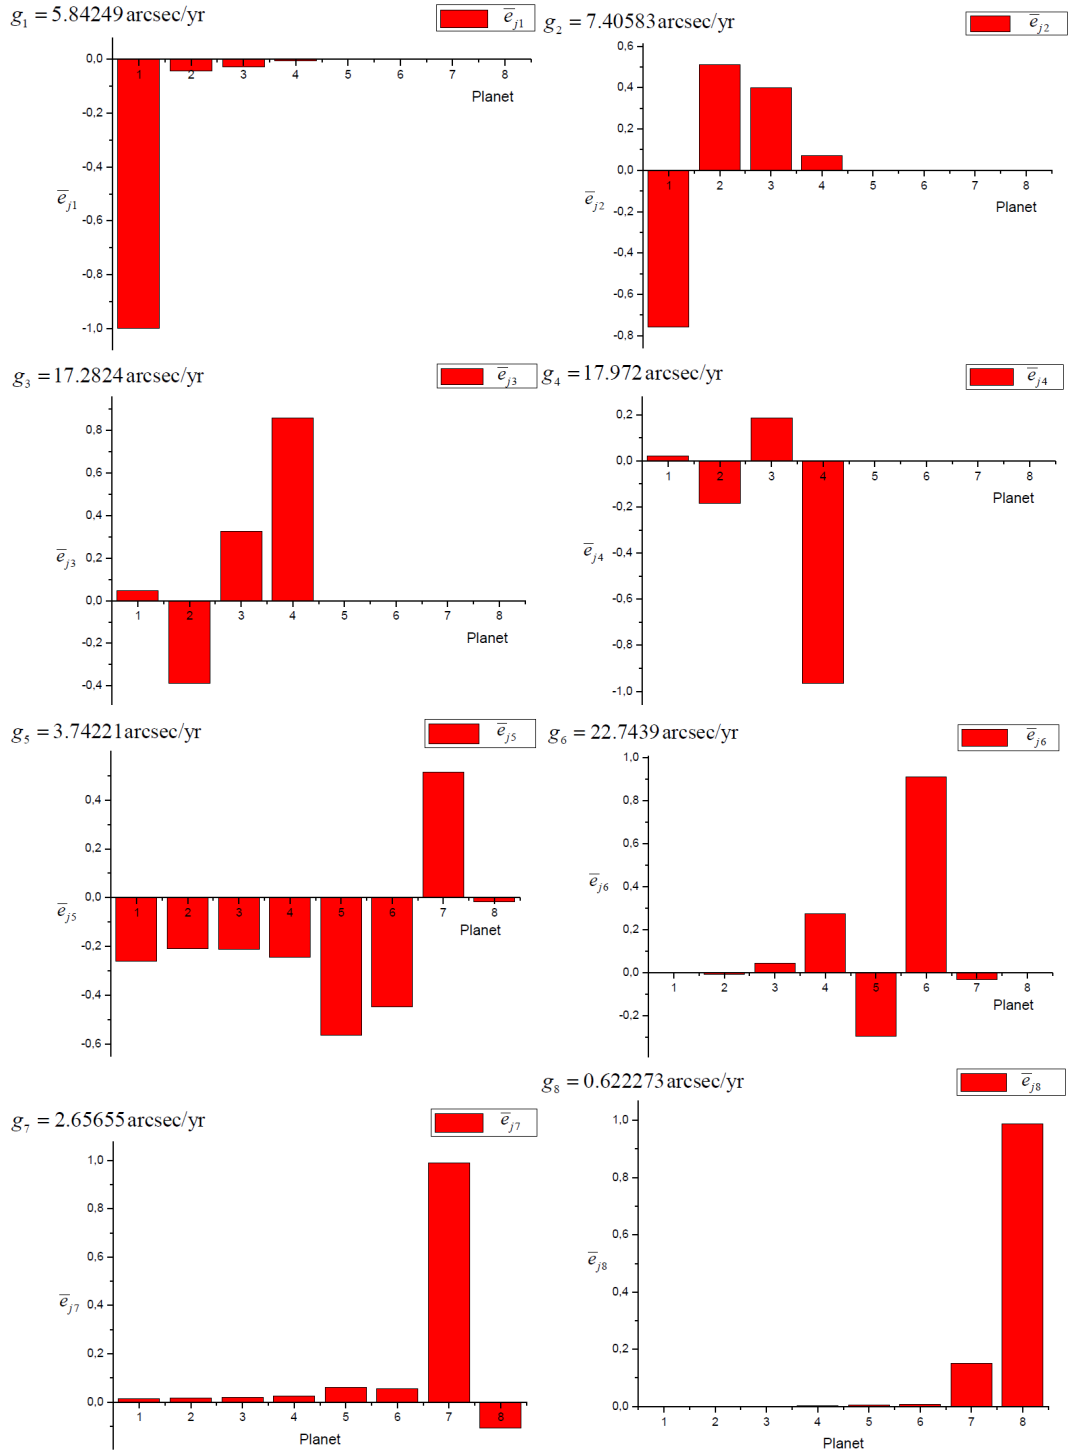 g₁ = 5.84249 arcsec/yr
e̅ⱼ₁
0,0
-0,2
-0,4
-0,6
-0,8
-1,0
e̅ⱼ₁
1 2 3 4 5 6 7 8
Planet
g₂ = 7.40583 arcsec/yr
e̅ⱼ₂
0,6
0,4
0,2
0,0
-0,2
-0,4
-0,6
-0,8
e̅ⱼ₂
1 2 3 4 5 6 7 8
Planet
g₃ = 17.2824 arcsec/yr
e̅ⱼ₃
0,8
0,6
0,4
0,2
0,0
-0,2
-0,4
e̅ⱼ₃
1 2 3 4 5 6 7 8
Planet
g₄ = 17.972 arcsec/yr
e̅ⱼ₄
0,2
0,0
-0,2
-0,4
-0,6
-0,8
-1,0
e̅ⱼ₄
1 2 3 4 5 6 7 8
Planet
g₅ = 3.74221 arcsec/yr
e̅ⱼ₅
0,4
0,2
0,0
-0,2
-0,4
-0,6
e̅ⱼ₅
1 2 3 4 5 6 7 8
Planet
g₆ = 22.7439 arcsec/yr
e̅ⱼ₆
1,0
0,8
0,6
0,4
0,2
0,0
-0,2
e̅ⱼ₆
1 2 3 4 5 6 7 8
Planet
g₇ = 2.65655 arcsec/yr
e̅ⱼ₇
1,0
0,8
0,6
0,4
0,2
0,0
e̅ⱼ₇
1 2 3 4 5 6 7 8
Planet
g₈ = 0.622273 arcsec/yr
e̅ⱼ₈
1,0
0,8
0,6
0,4
0,2
0,0
e̅ⱼ₈
1 2 3 4 5 6 7 8
Planet